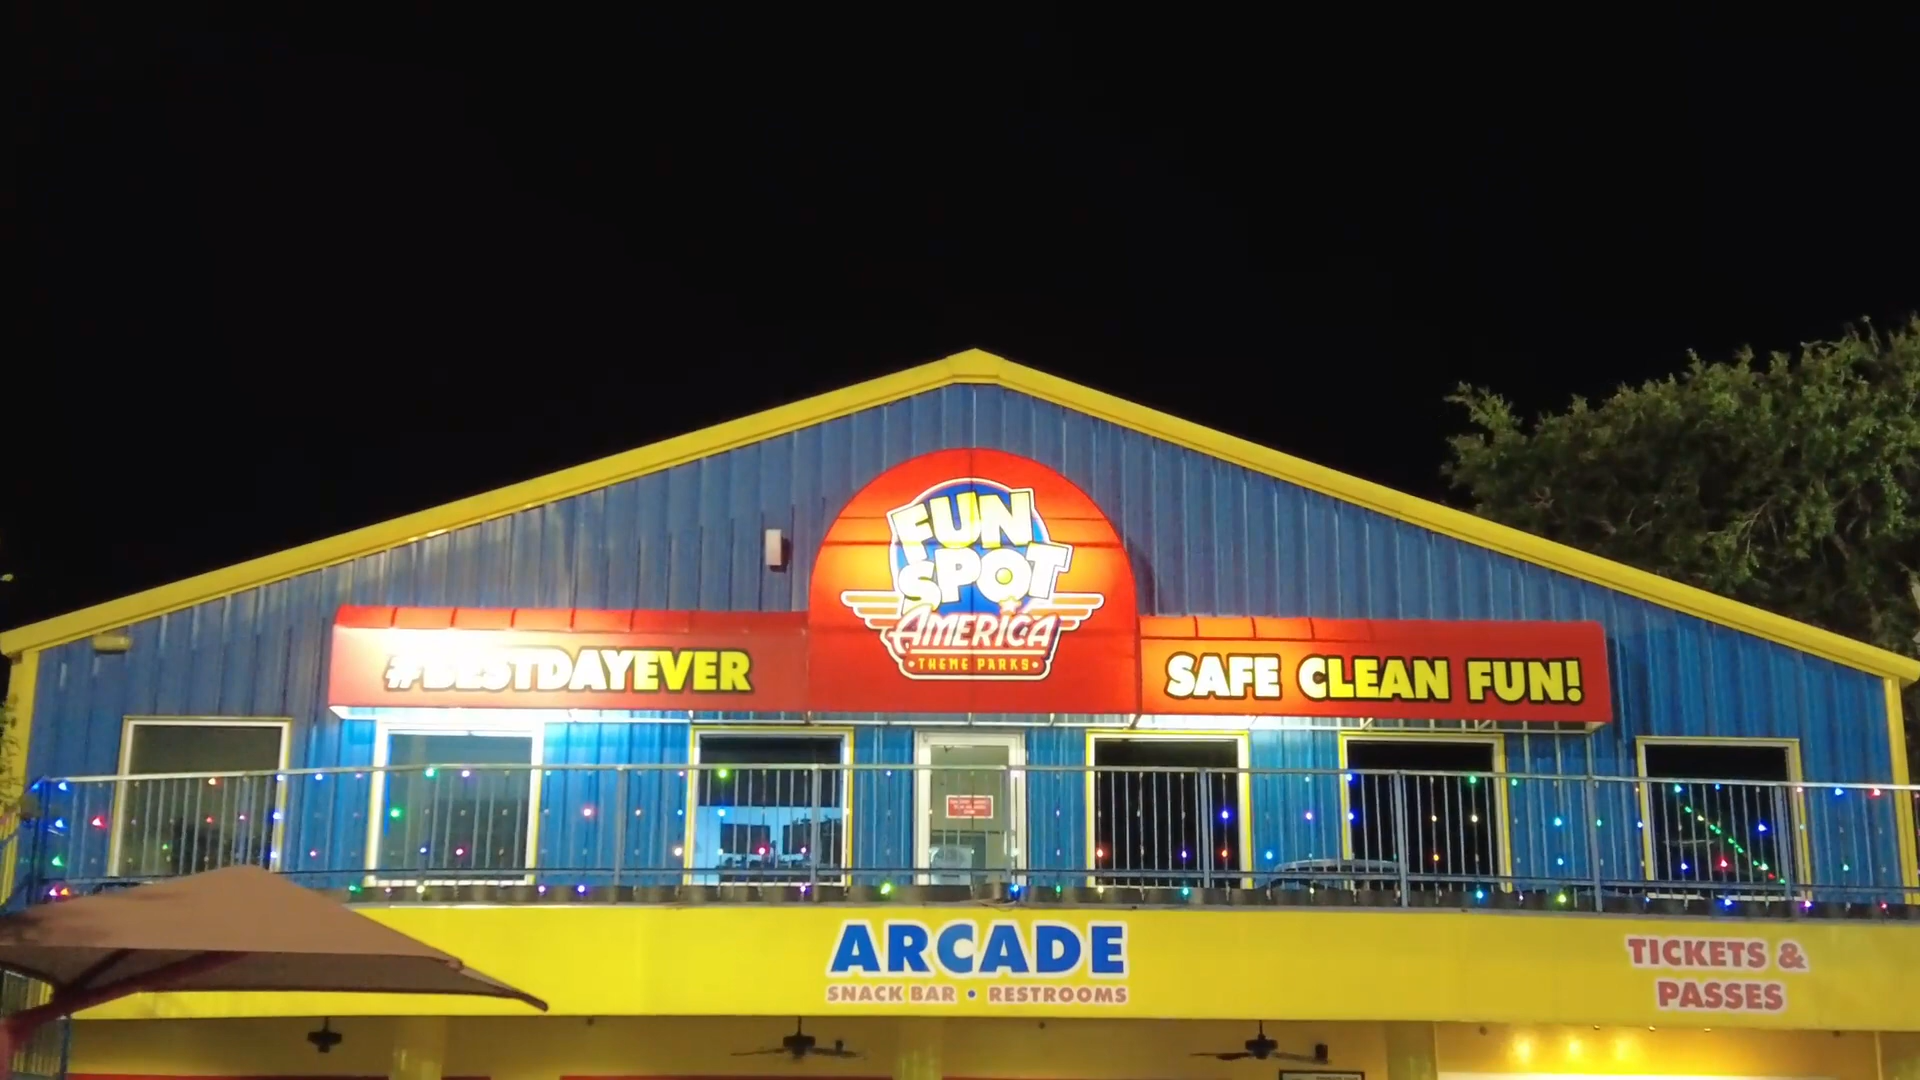 FUN
SPOT
AMERICA
• THEME PARKS •
#BESTDAYEVER
SAFE CLEAN FUN!
ARCADE
SNACK BAR • RESTROOMS
TICKETS &
PASSES